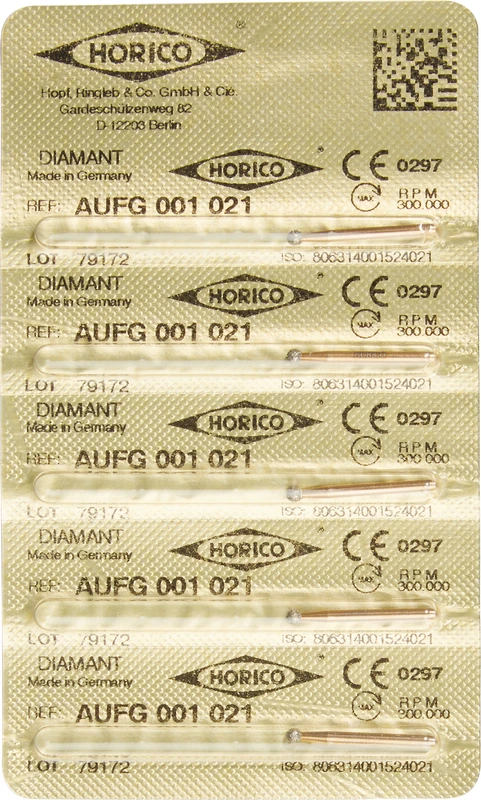 HORICO®
Hopf, Ringleb & Co. GmbH & Cie.
Gardeschützenweg 82
D-12203 Berlin
DIAMANT
Made in Germany
HORICO
CE 0297
MAX
RPM
300.000
REF: AUFG 001 021
LOT 79172
ISO: 806314001524021
DIAMANT
Made in Germany
HORICO
CE 0297
MAX
RPM
300.000
REF: AUFG 001 021
HORICO
LOT 79172
ISO: 806314001524021
DIAMANT
Made in Germany
HORICO
CE 0297
MAX
RPM
300.000
REF: AUFG 001 021
LOT 79172
ISO: 806314001524021
DIAMANT
Made in Germany
HORICO
CE 0297
MAX
RPM
300.000
REF: AUFG 001 021
LOT 79172
ISO: 806314001524021
DIAMANT
Made in Germany
HORICO
CE 0297
MAX
RPM
300.000
REF: AUFG 001 021
LOT 79172
ISO: 806314001524021